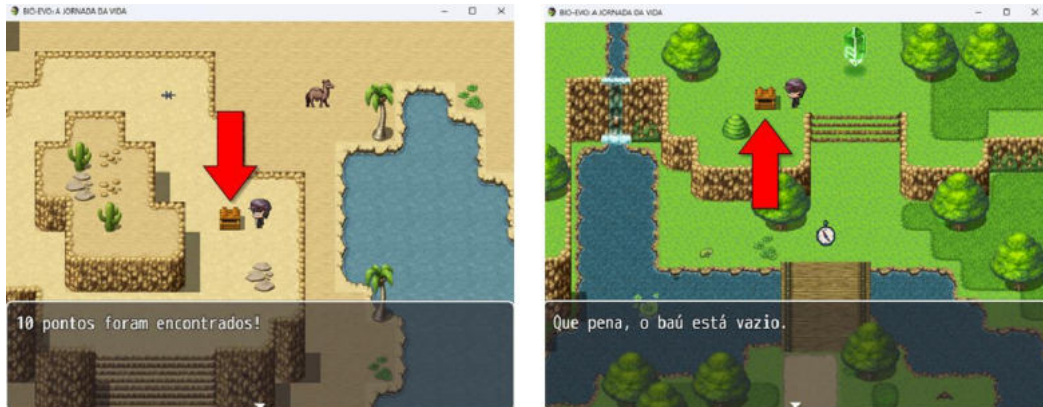 BIO-EVO: A JORNADA DA VIDA
10 pontos foram encontrados!
BIO-EVO: A JORNADA DA VIDA
Que pena, o baú está vazio.